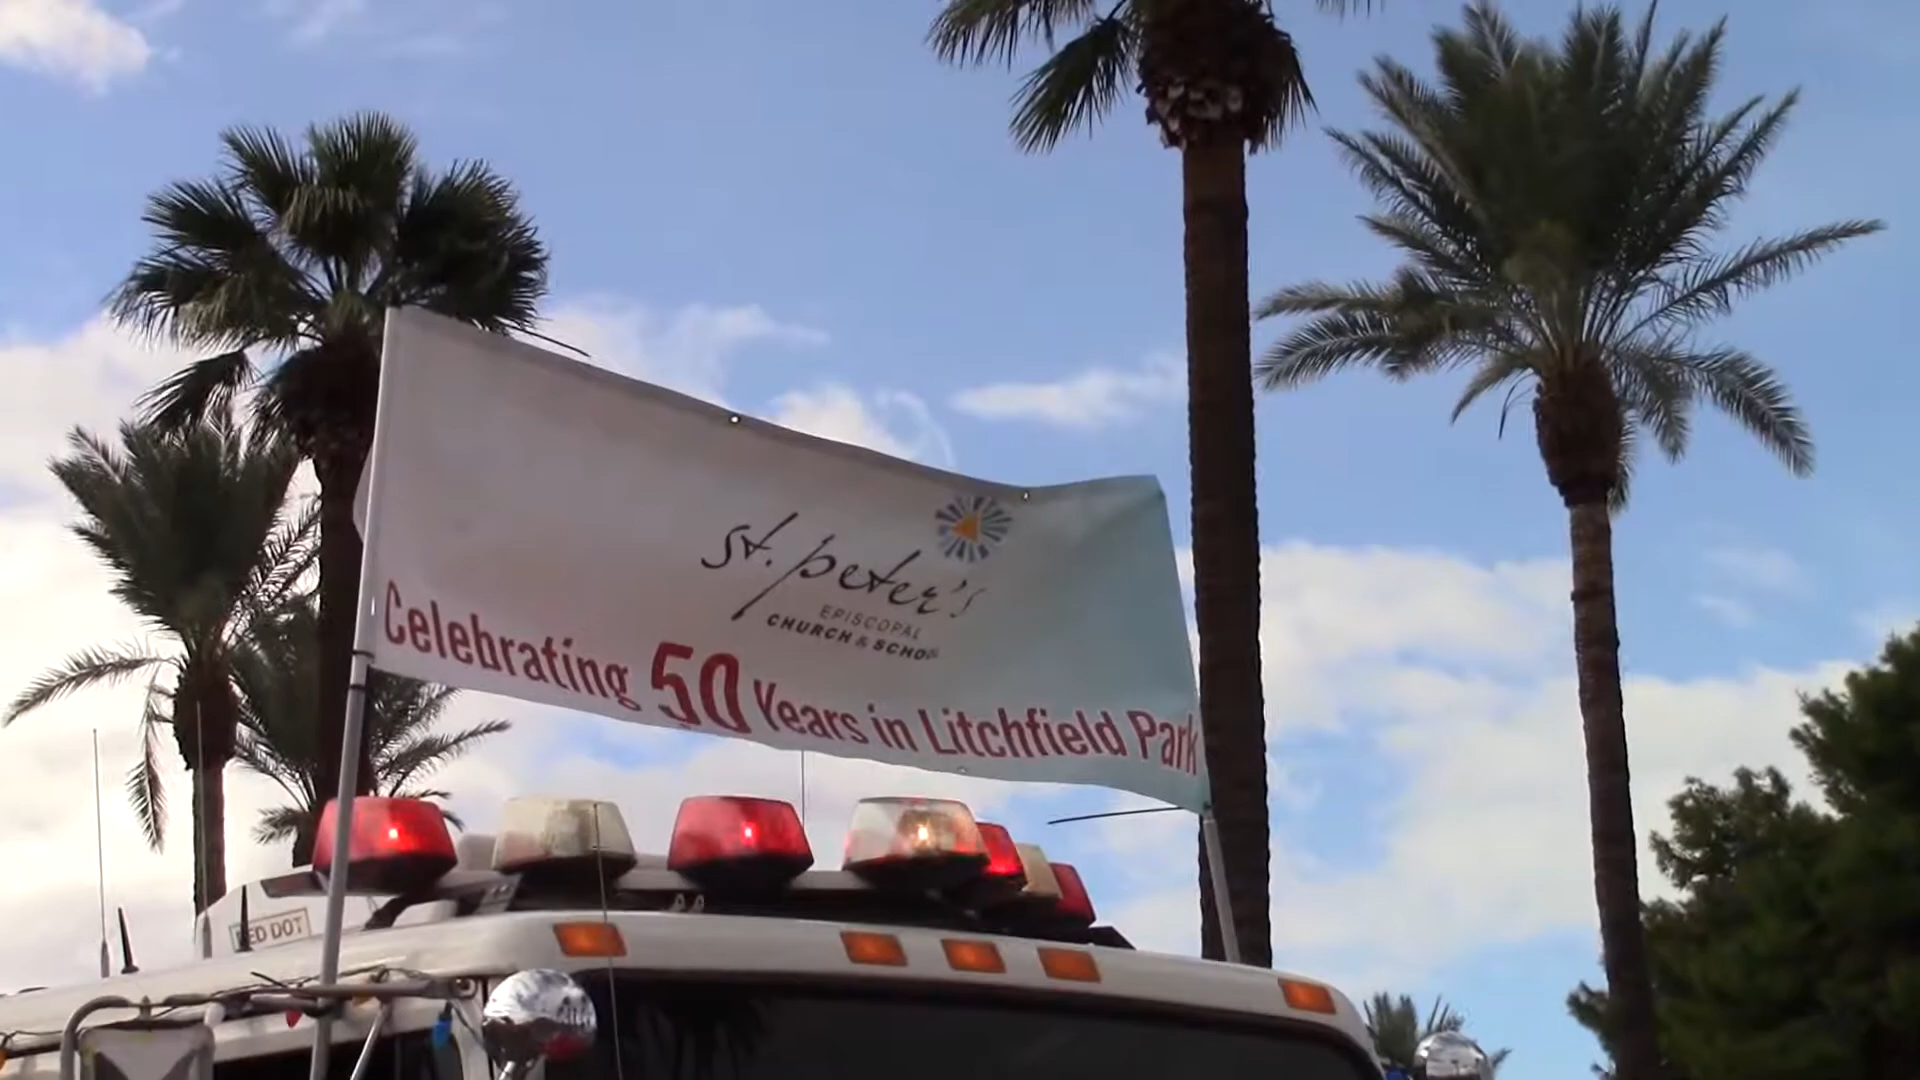 st. peter's
EPISCOPAL
CHURCH & SCHOOL
Celebrating 50 Years in Litchfield Park
RED DOT